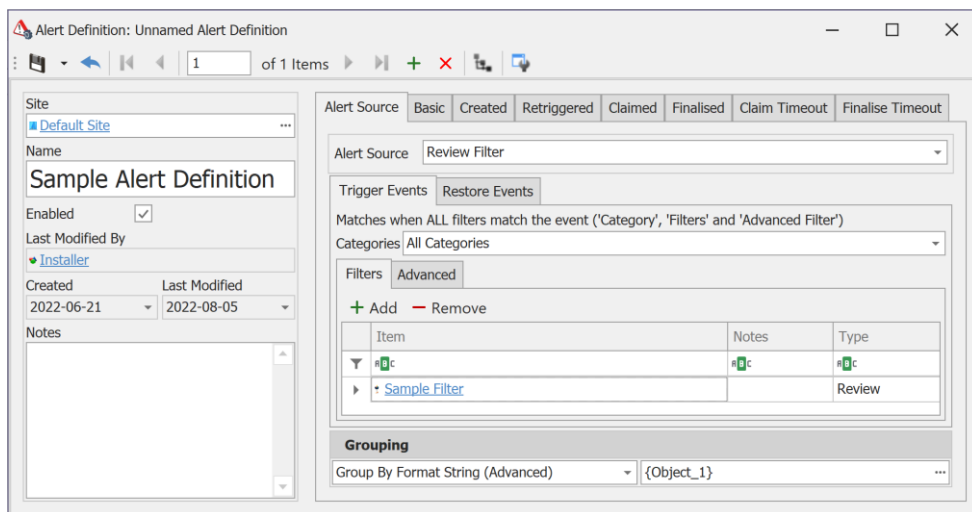 Alert Definition: Unnamed Alert Definition
1 of 1 Items
Site
Default Site
Name
Sample Alert Definition
Enabled
Last Modified By
Installer
Created Last Modified
2022-06-21 2022-08-05
Notes
Alert Source Basic Created Retriggered Claimed Finalised Claim Timeout Finalise Timeout
Alert Source Review Filter
Trigger Events Restore Events
Matches when ALL filters match the event ('Category', 'Filters' and 'Advanced Filter')
Categories All Categories
Filters Advanced
Add Remove
Item Notes Type
ABC ABC ABC
Sample Filter Review
Grouping
Group By Format String (Advanced) {Object_1}